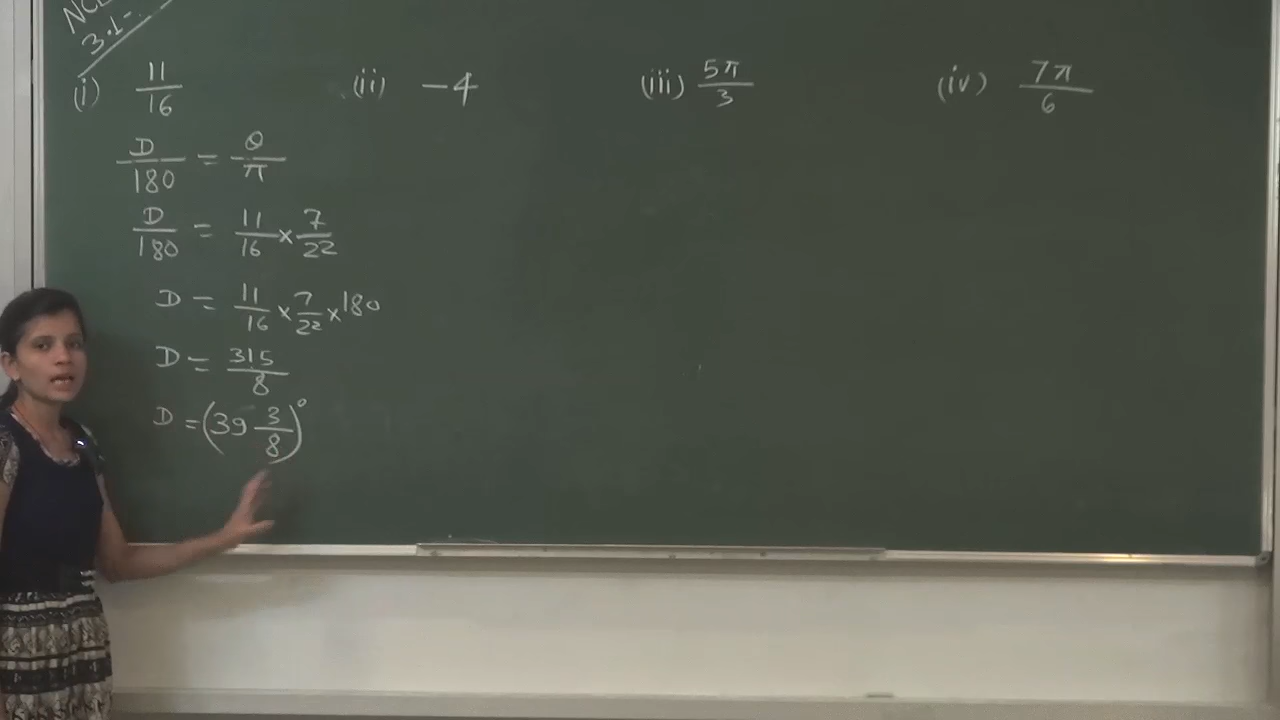 3.1
(i) 11/16 (ii) -4 (iii) 5π/3 (iv) 7π/6
D/180 = θ/π
D/180 = 11/16 × 7/22
D = 11/16 × 7/22 × 180
D = 315/8
D = (39 3/8)°